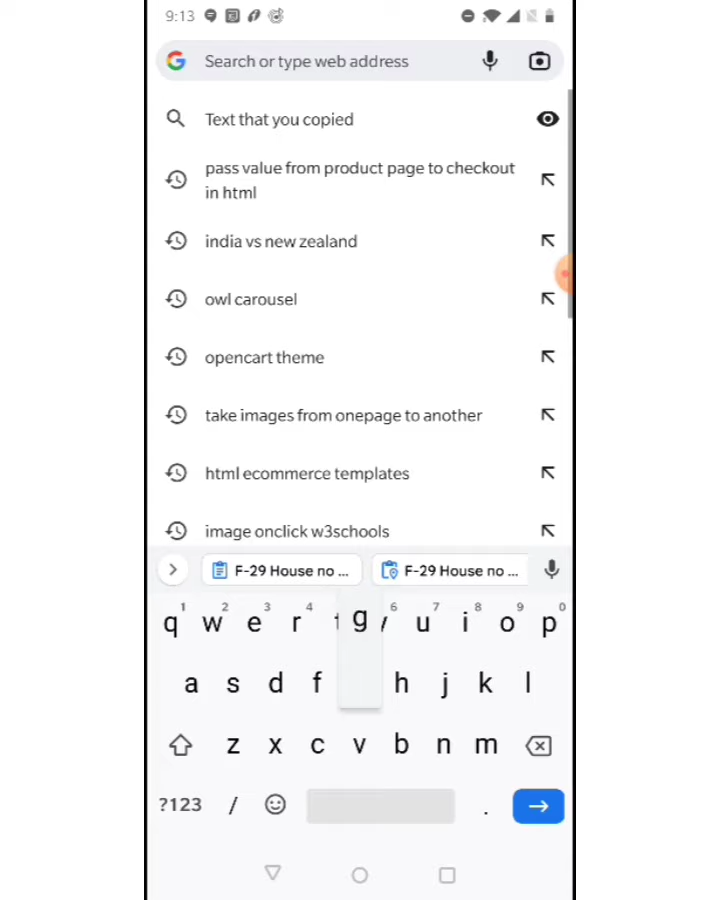 9:13
Search or type web address
Text that you copied
pass value from product page to checkout
in html
india vs new zealand
owl carousel
opencart theme
take images from onepage to another
html ecommerce templates
image onclick w3schools
F-29 House no ... F-29 House no ...
1 2 3 4 6 7 8 9 0
q w e r t g y u i o p
a s d f h j k l
z x c v b n m
?123 / .